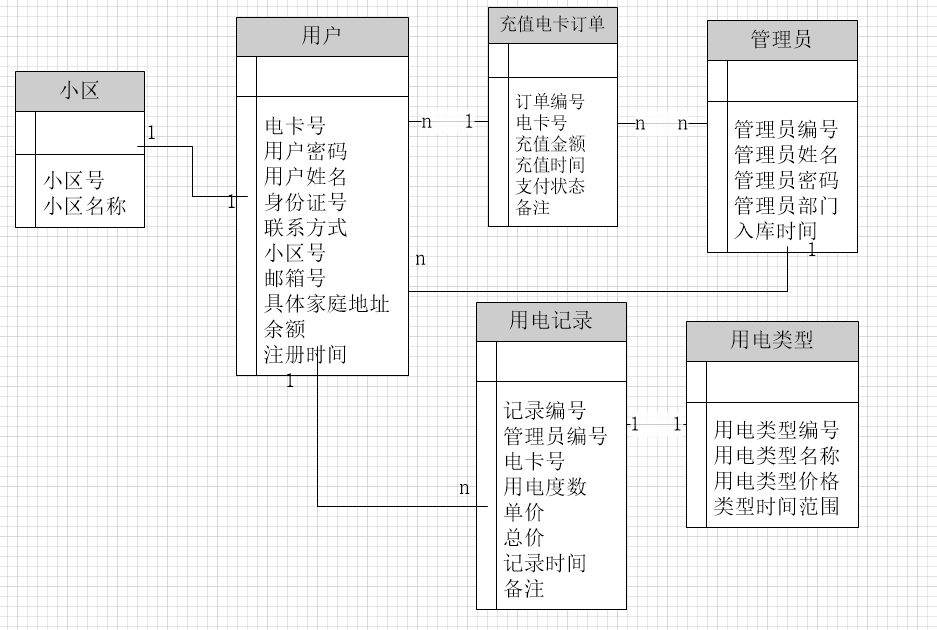 小区
1
小区号
小区名称
用户
电卡号
用户密码
用户姓名
身份证号
联系方式
小区号
邮箱号
具体家庭地址
余额
注册时间
1
n
1
充值电卡订单
订单编号
电卡号
充值金额
充值时间
支付状态
备注
n
n
管理员
管理员编号
管理员姓名
管理员密码
管理员部门
入库时间
1
n
1
n
用电记录
记录编号
管理员编号
电卡号
用电度数
单价
总价
记录时间
备注
1
1
用电类型
用电类型编号
用电类型名称
用电类型价格
类型时间范围